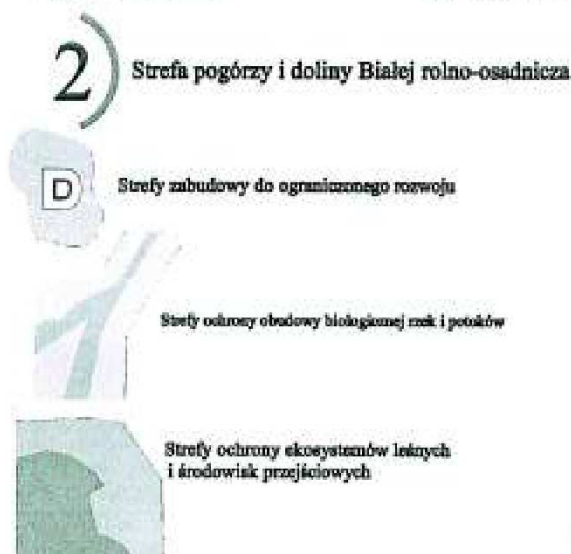 2) Strefa pogórzy i doliny Białej rolno-osadnicza
D Strefy zabudowy do ograniczonego rozwoju
Strefy ochrony obudowy biologicznej rzek i potoków
Strefy ochrony ekosystemów leśnych
i środowisk przejściowych